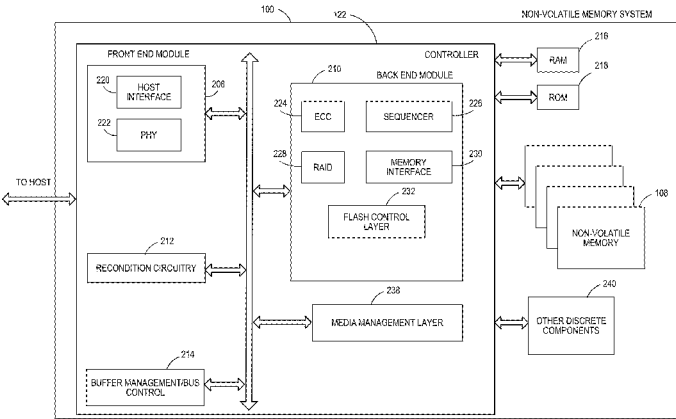 100
NON-VOLATILE MEMORY SYSTEM
122
FRONT END MODULE
CONTROLLER
216
RAM
218
ROM
220
HOST
INTERFACE
206
222
PHY
210
BACK END MODULE
224
ECC
SEQUENCER
226
228
RAID
MEMORY
INTERFACE
230
232
FLASH CONTROL
LAYER
TO HOST
108
NON-VOLATILE
MEMORY
212
RECONDITION CIRCUITRY
238
MEDIA MANAGEMENT LAYER
240
OTHER DISCRETE
COMPONENTS
214
BUFFER MANAGEMENT/BUS
CONTROL